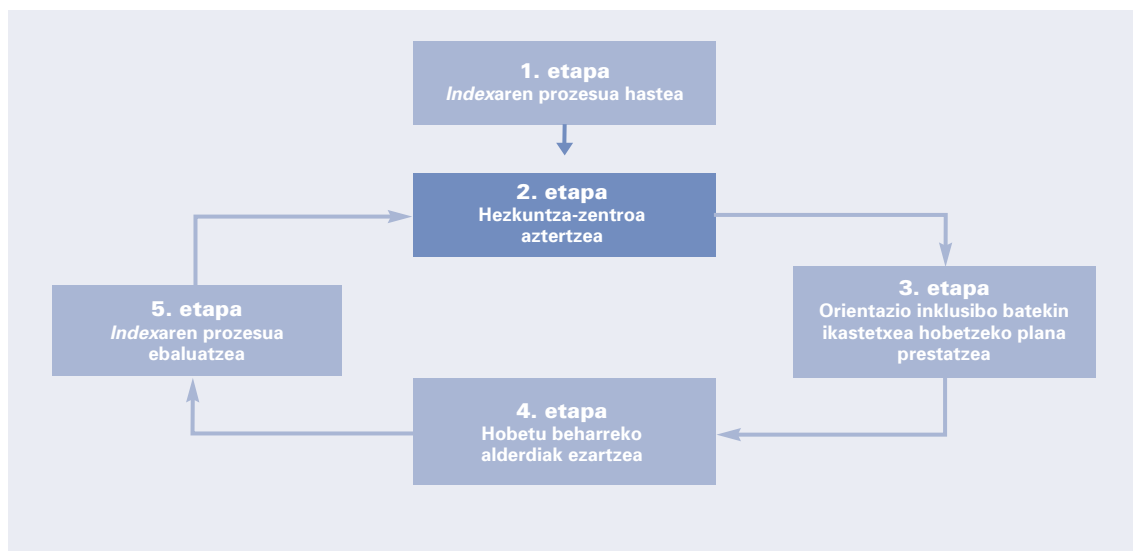 1. etapa
Indexaren prozesua hastea
2. etapa
Hezkuntza-zentroa
aztertzea
3. etapa
Orientazio inklusibo batekin
ikastetxea hobetzeko plana
prestatzea
4. etapa
Hobetu beharreko
alderdiak ezartzea
5. etapa
Indexaren prozesua
ebaluatzea